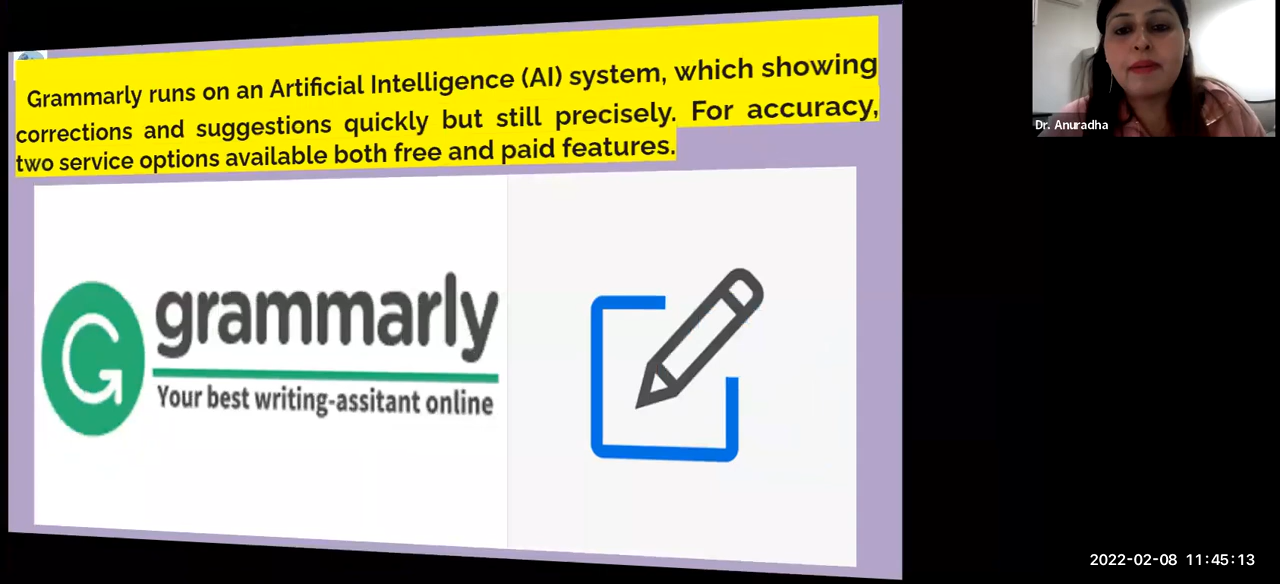 Grammarly runs on an Artificial Intelligence (AI) system, which showing
corrections and suggestions quickly but still precisely. For accuracy,
two service options available both free and paid features.
grammarly
Your best writing-assitant online
Dr. Anuradha
2022-02-08 11:45:13